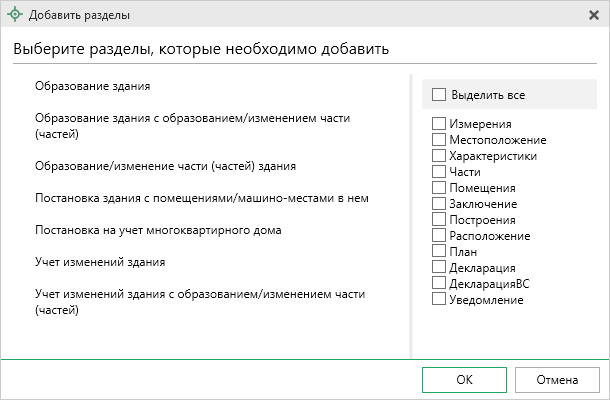 Добавить разделы
Выберите разделы, которые необходимо добавить
Образование здания
Образование здания с образованием/изменением части
(частей)
Образование/изменение части (частей) здания
Постановка здания с помещениями/машино-местами в нем
Постановка на учет многоквартирного дома
Учет изменений здания
Учет изменений здания с образованием/изменением части
(частей)
Выделить все
Измерения
Местоположение
Характеристики
Части
Помещения
Заключение
Построения
Расположение
План
Декларация
ДекларацияВС
Уведомление
ОК
Отмена